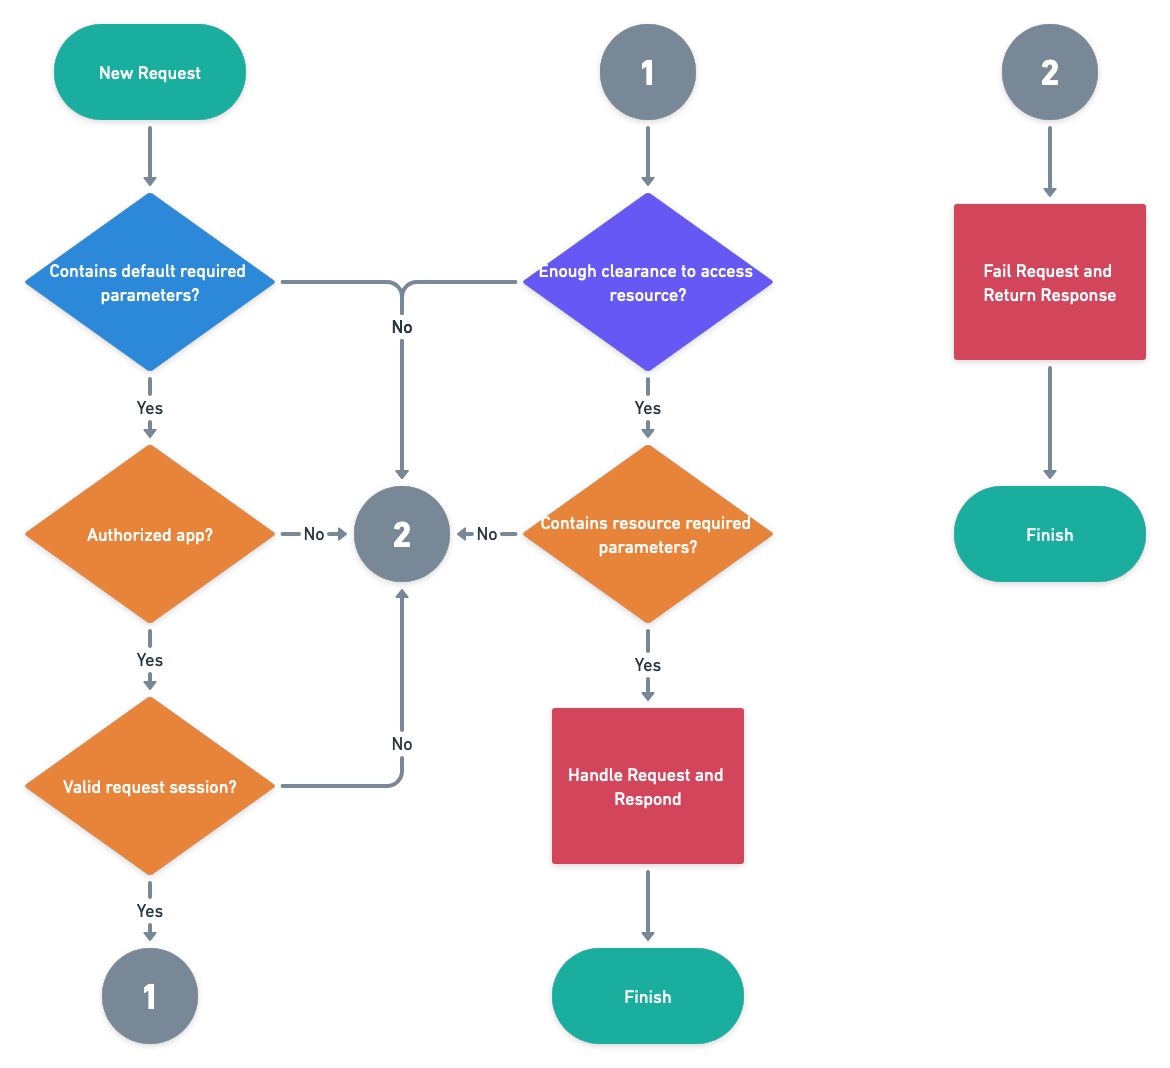 New Request
Contains default required
parameters?
Yes
Authorized app?
Yes
Valid request session?
Yes
1
No
No
2
No
No
1
Enough clearance to access
resource?
Yes
Contains resource required
parameters?
Yes
Handle Request and
Respond
Finish
2
Fail Request and
Return Response
Finish